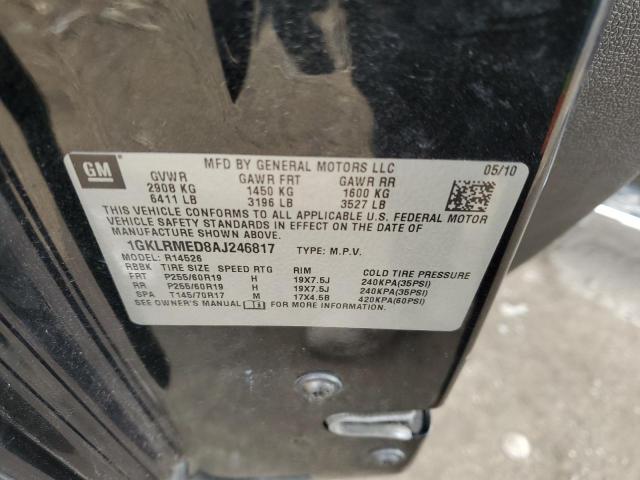 GM
MFD BY GENERAL MOTORS LLC
05/10
GVWR GAWR FRT GAWR RR
2908 KG 1450 KG 1600 KG
6411 LB 3196 LB 3527 LB
THIS VEHICLE CONFORMS TO ALL APPLICABLE U.S. FEDERAL MOTOR
VEHICLE SAFETY STANDARDS IN EFFECT ON THE DATE OF
MANUFACTURE SHOWN ABOVE.
1GKLRMED8AJ246817 TYPE: M.P.V.
MODEL: R14526
RBBK TIRE SIZE SPEED RTG RIM COLD TIRE PRESSURE
FRT P255/60R19 H 19X7.5J 240KPA(35PSI)
RR P255/60R19 H 19X7.5J 240KPA(35PSI)
SPA T145/70R17 M 17X4.5B 420KPA(60PSI)
SEE OWNER'S MANUAL FOR MORE INFORMATION.